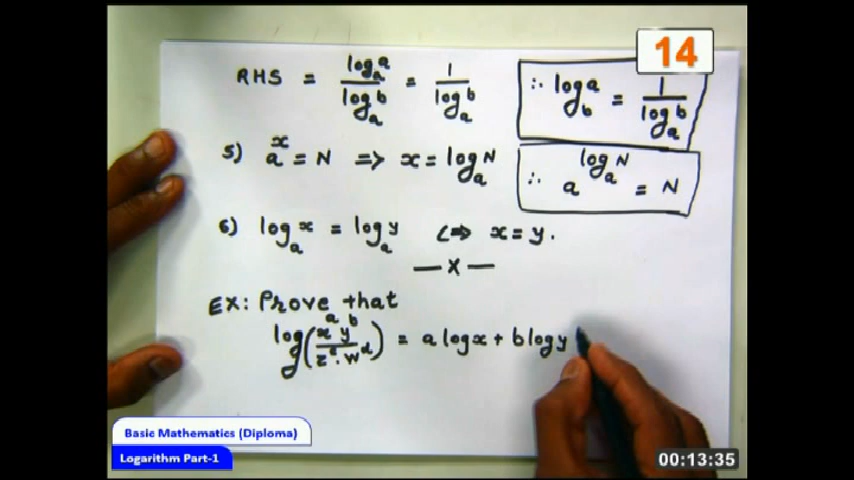 14
RHS = log_a a / log_a b = 1 / log_a b ∴ log_b a = 1 / log_a b
5) a^x = N => x = log_a N ∴ a^(log_a N) = N
6) log_a x = log_a y <=> x = y.
— x —
EX: Prove that
log(x^a y^b / z^c . w^d) = a log x + b log y
Basic Mathematics (Diploma)
Logarithm Part-1
00:13:35